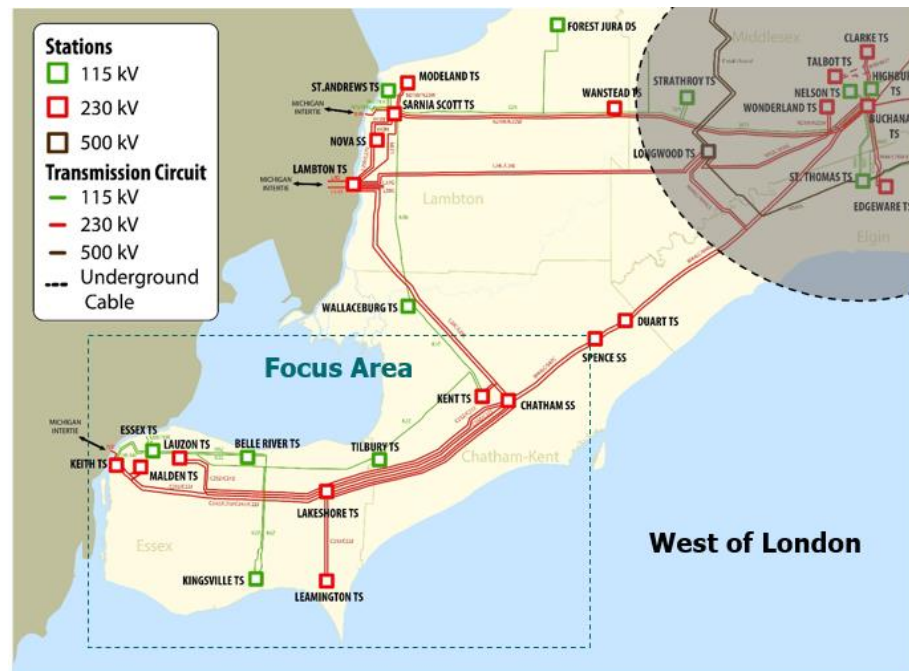 Stations
115 kV
230 kV
500 kV
Transmission Circuit
115 kV
230 kV
500 kV
Underground
Cable
FOREST JURA DS
Middlesex
CLARKE TS
TALBOT TS
HIGHBURY
TS
NELSON TS
STRATHROY TS
WONDERLAND TS
BUCHANAN
TS
ST.ANDREWS TS
MODELAND TS
SARNIA SCOTT TS
WANSTEAD TS
MICHIGAN
INTERTIE
NOVA SS
LONGWOOD TS
LAMBTON TS
MICHIGAN
INTERTIE
ST. THOMAS TS
EDGEWARE TS
Lambton
Elgin
WALLACEBURG TS
DUART TS
SPENCE SS
Focus Area
KENT TS
CHATHAM SS
MICHIGAN
INTERTIE
ESSEX TS
LAUZON TS
BELLE RIVER TS
TILBURY TS
Chatham-Kent
KEITH TS
MALDEN TS
LAKESHORE TS
Essex
West of London
KINGSVILLE TS
LEAMINGTON TS